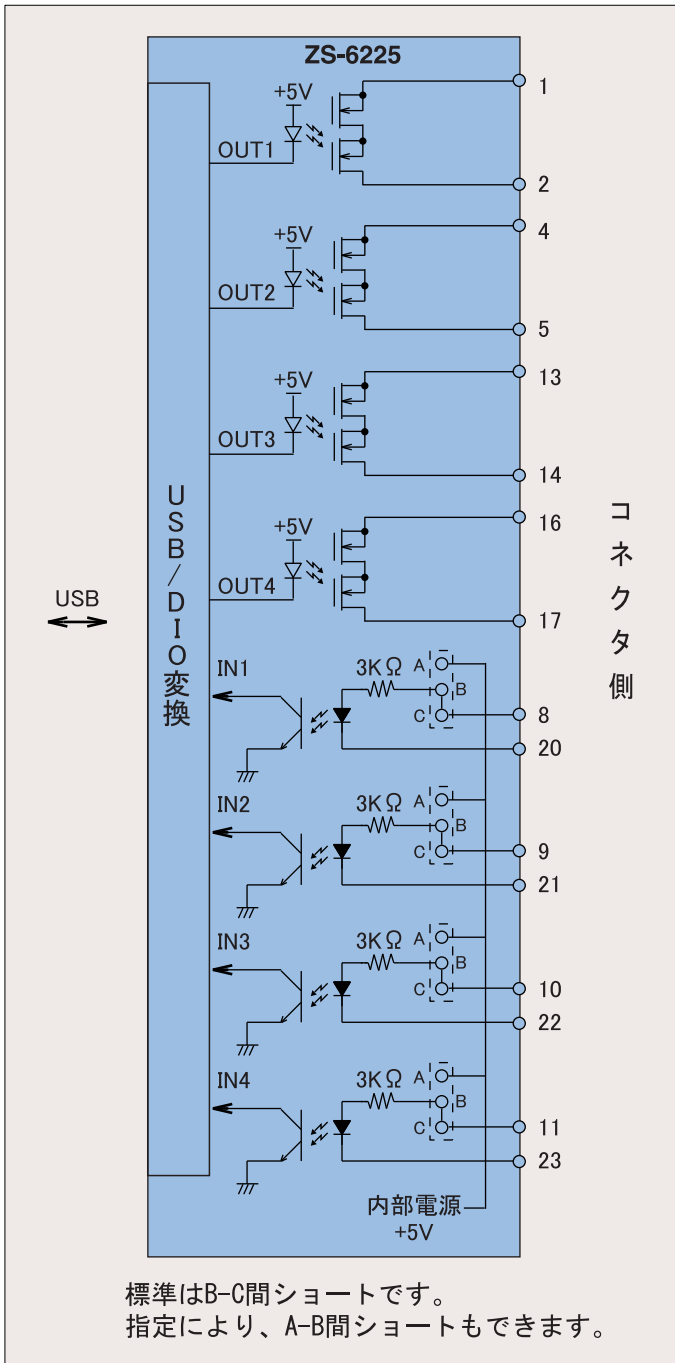 ZS-6225
+5V
OUT1
1
2
+5V
OUT2
4
5
+5V
OUT3
13
14
+5V
OUT4
16
17
USB
USB/DIO変換
コネクタ側
IN1
3KΩ
A
B
C
8
20
IN2
3KΩ
A
B
C
9
21
IN3
3KΩ
A
B
C
10
22
IN4
3KΩ
A
B
C
11
23
内部電源
+5V
標準はB-C間ショートです。
指定により、A-B間ショートもできます。